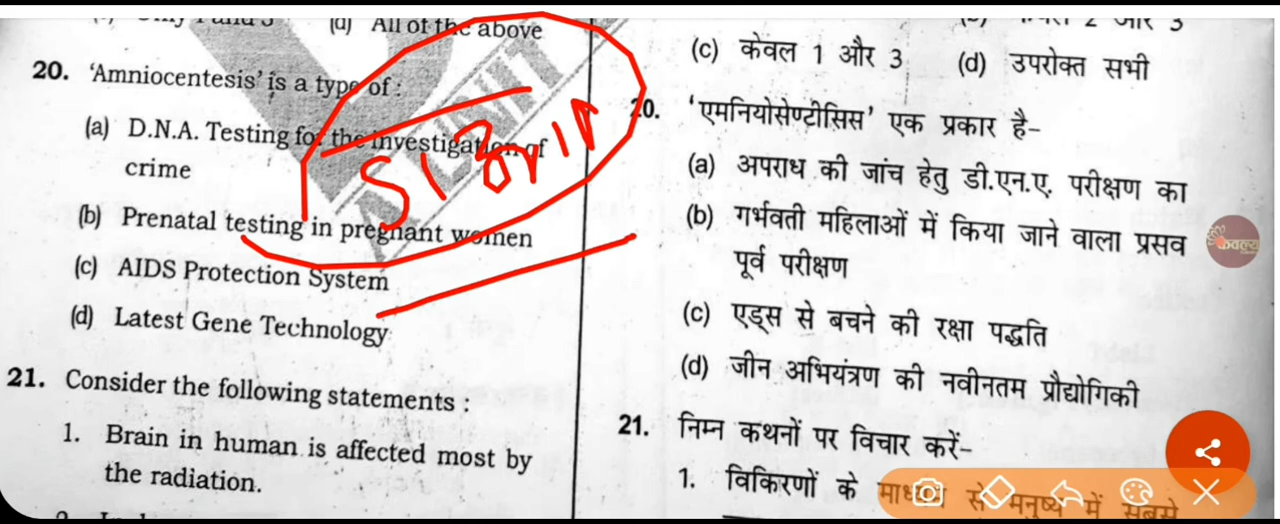 (d) All of the above
20. 'Amniocentesis' is a type of :
(a) D.N.A. Testing for the investigation of
crime
(b) Prenatal testing in pregnant women
(c) AIDS Protection System
(d) Latest Gene Technology
21. Consider the following statements :
1. Brain in human is affected most by
the radiation.
(c) केवल 1 और 3 (d) उपरोक्त सभी
20. 'एमनियोसेण्टीसिस' एक प्रकार है-
(a) अपराध की जांच हेतु डी.एन.ए. परीक्षण का
(b) गर्भवती महिलाओं में किया जाने वाला प्रसव
पूर्व परीक्षण
(c) एड्स से बचने की रक्षा पद्धति
(d) जीन अभियंत्रण की नवीनतम प्रौद्योगिकी
21. निम्न कथनों पर विचार करें-
1. विकिरणों के माध्यम से मनुष्य में सबसे